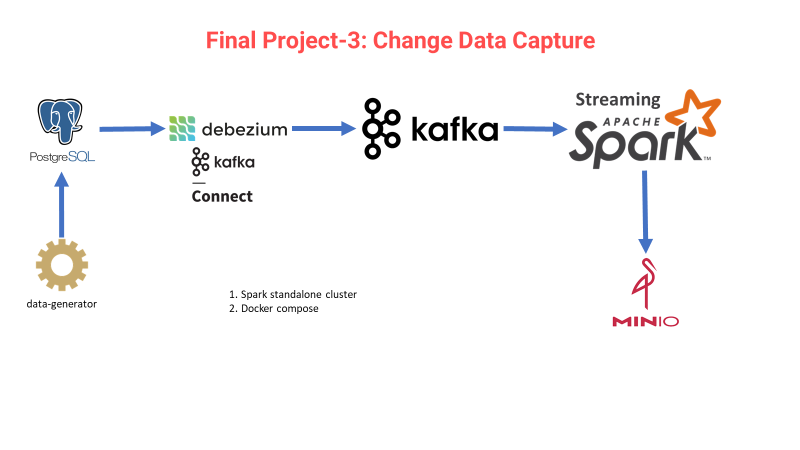 Final Project-3: Change Data Capture
PostgreSQL
debezium
kafka
Connect
kafka
Streaming
APACHE
Spark™
data-generator
1. Spark standalone cluster
2. Docker compose
MINIO